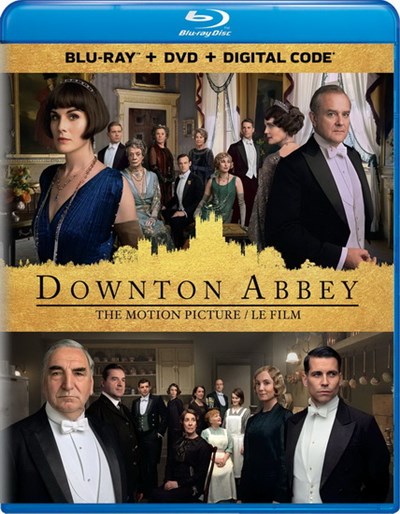 Blu-ray Disc
BLU-RAY + DVD + DIGITAL CODE*
DOWNTON ABBEY
THE MOTION PICTURE / LE FILM